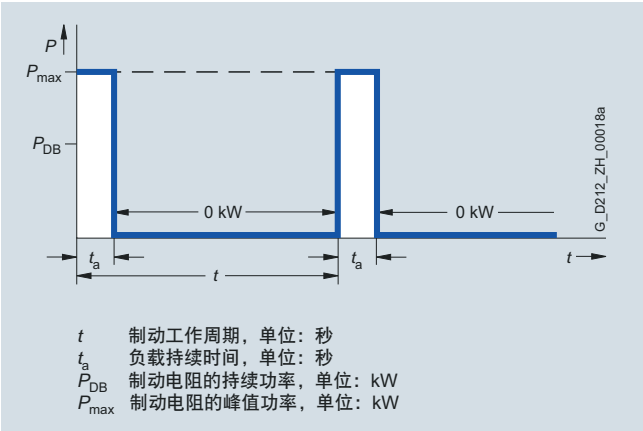 P
Pmax
PDB
0 kW
0 kW
ta
ta
t
t
G_D212_ZH_00018a
t 制动工作周期，单位：秒
ta 负载持续时间，单位：秒
PDB 制动电阻的持续功率，单位：kW
Pmax 制动电阻的峰值功率，单位：kW